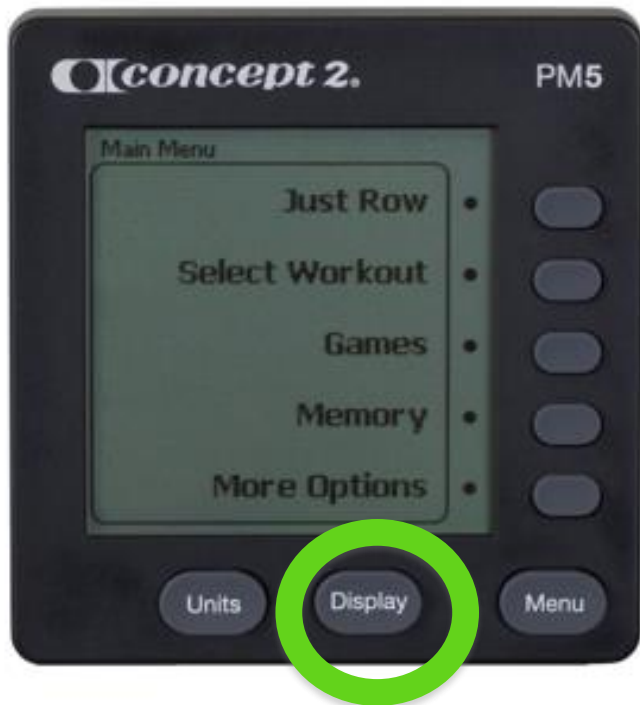 concept 2.
PM5
Main Menu
Just Row
Select Workout
Games
Memory
More Options
Units
Display
Menu